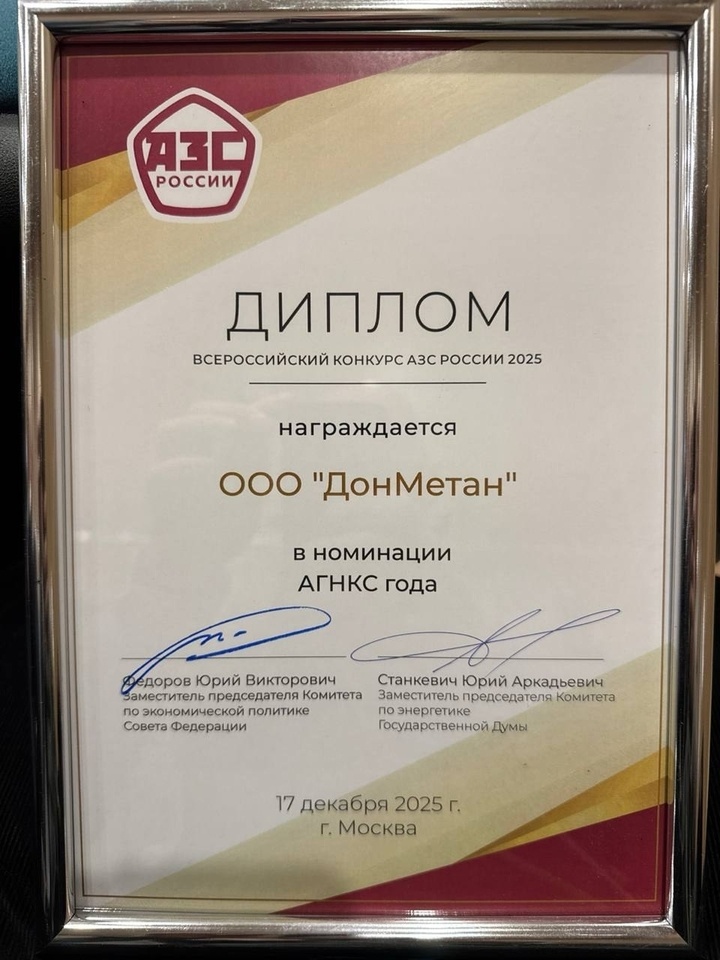 АЗС
РОССИИ
ДИПЛОМ
ВСЕРОССИЙСКИЙ КОНКУРС АЗС РОССИИ 2025
награждается
ООО "ДонМетан"
в номинации
АГНКС года
Федоров Юрий Викторович
Заместитель председателя Комитета
по экономической политике
Совета Федерации
Станкевич Юрий Аркадьевич
Заместитель председателя Комитета
по энергетике
Государственной Думы
17 декабря 2025 г.
г. Москва